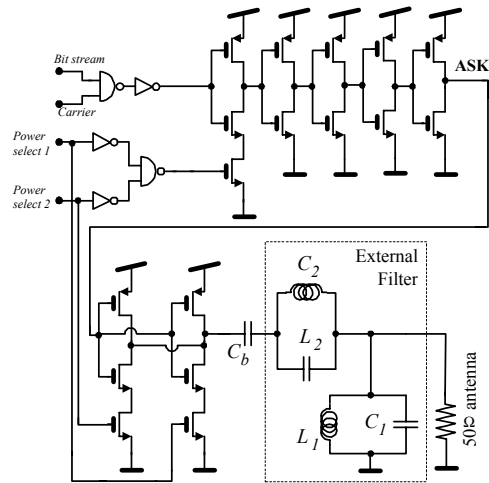 Bit stream
ASK
Carrier
Power
select 1
Power
select 2
External
Filter
C2
L2
Cb
L1
C1
50Ω antenna